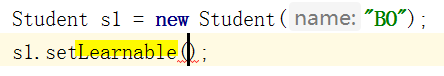 Student s1 = new Student( name: "BO");
s1.setLearnable();